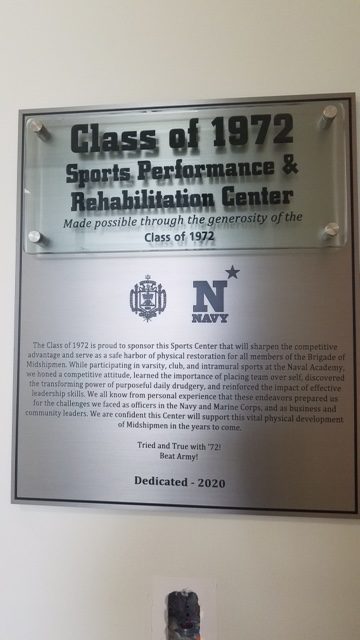 Class of 1972
Sports Performance &
Rehabilitation Center
Made possible through the generosity of the
Class of 1972
N
NAVY
The Class of 1972 is proud to sponsor this Sports Center that will sharpen the competitive
advantage and serve as a safe harbor of physical restoration for all members of the Brigade of
Midshipmen. While participating in varsity, club, and intramural sports at the Naval Academy,
we honed a competitive attitude, learned the importance of placing team over self, discovered
the transforming power of purposeful daily drudgery, and reinforced the impact of effective
leadership skills. We all know from personal experience that these endeavors prepared us
for the challenges we faced as officers in the Navy and Marine Corps, and as business and
community leaders. We are confident this Center will support this vital physical development
of Midshipmen in the years to come.
Tried and True with '72!
Beat Army!
Dedicated - 2020